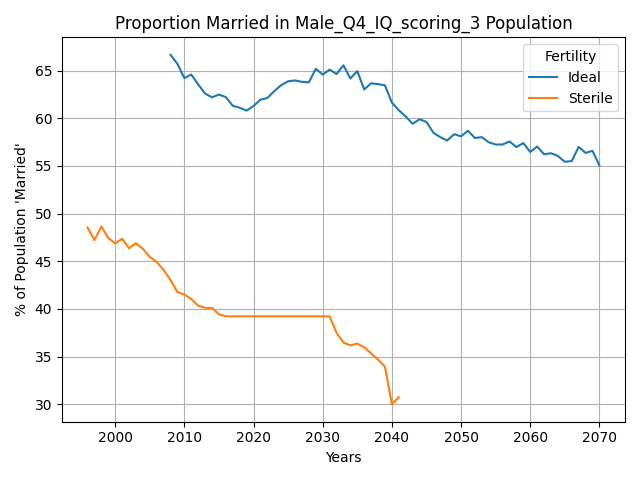 Proportion Married in Male_Q4_IQ_scoring_3 Population
% of Population 'Married'
65
60
55
50
45
40
35
30
Fertility
Ideal
Sterile
2000 2010 2020 2030 2040 2050 2060 2070
Years